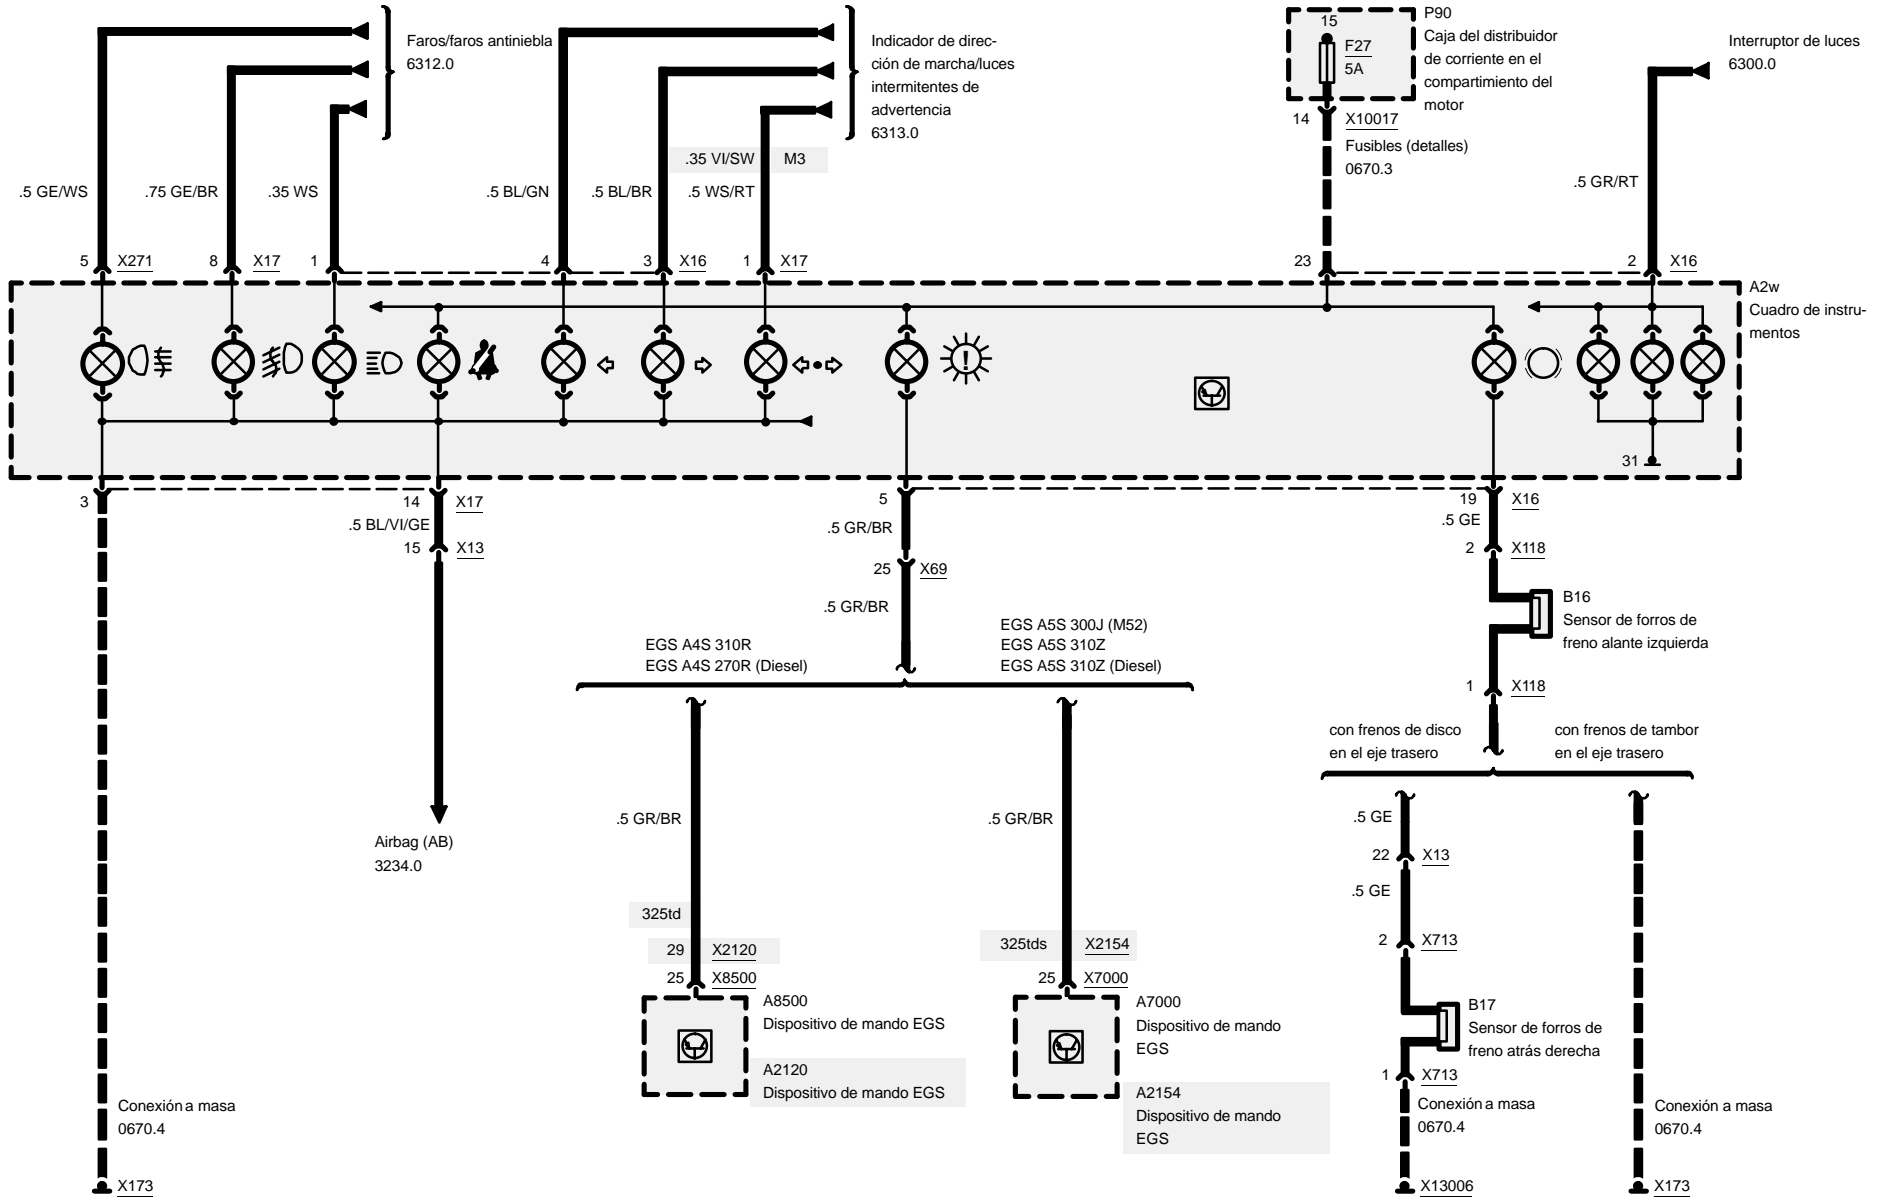 Faros/faros antiniebla
6312.0
Indicador de direc-
ción de marcha/luces
intermitentes de
advertencia
6313.0
P90
15
Caja del distribuidor
de corriente en el
compartimiento del
motor
F27
5A
Interruptor de luces
6300.0
14 X10017
Fusibles (detalles)
0670.3
.35 VI/SW M3
.5 GE/WS .75 GE/BR .35 WS .5 BL/GN .5 BL/BR .5 WS/RT .5 GR/RT
5 X271 8 X17 1 4 3 X16 1 X17 23 2 X16
A2w
Cuadro de instru-
mentos
!
31
3 14 X17 5 19 X16
.5 BL/VI/GE .5 GR/BR .5 GE
15 X13 2 X118
25 X69
.5 GR/BR
B16
Sensor de forros de
freno alante izquierda
EGS A4S 310R
EGS A4S 270R (Diesel)
EGS A5S 300J (M52)
EGS A5S 310Z
EGS A5S 310Z (Diesel)
1 X118
con frenos de disco
en el eje trasero
con frenos de tambor
en el eje trasero
.5 GR/BR .5 GR/BR .5 GE
Airbag (AB)
3234.0
22 X13
.5 GE
325td
29 X2120
25 X8500
325tds X2154
25 X7000
2 X713
A8500
Dispositivo de mando EGS
A2120
Dispositivo de mando EGS
A7000
Dispositivo de mando
EGS
A2154
Dispositivo de mando
EGS
B17
Sensor de forros de
freno atrás derecha
1 X713
Conexión a masa
0670.4
Conexión a masa
0670.4
Conexión a masa
0670.4
X173 X13006 X173